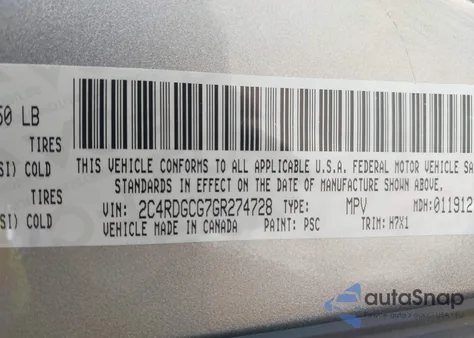 50 LB
TIRES
SI) COLD
TIRES
SI) COLD
THIS VEHICLE CONFORMS TO ALL APPLICABLE U.S.A. FEDERAL MOTOR VEHICLE SA
STANDARDS IN EFFECT ON THE DATE OF MANUFACTURE SHOWN ABOVE.
VIN: 2C4RDGCG7GR274728 TYPE: MPV MDH: 011912
VEHICLE MADE IN CANADA PAINT: PSC TRIM: H7X1
autoSnap